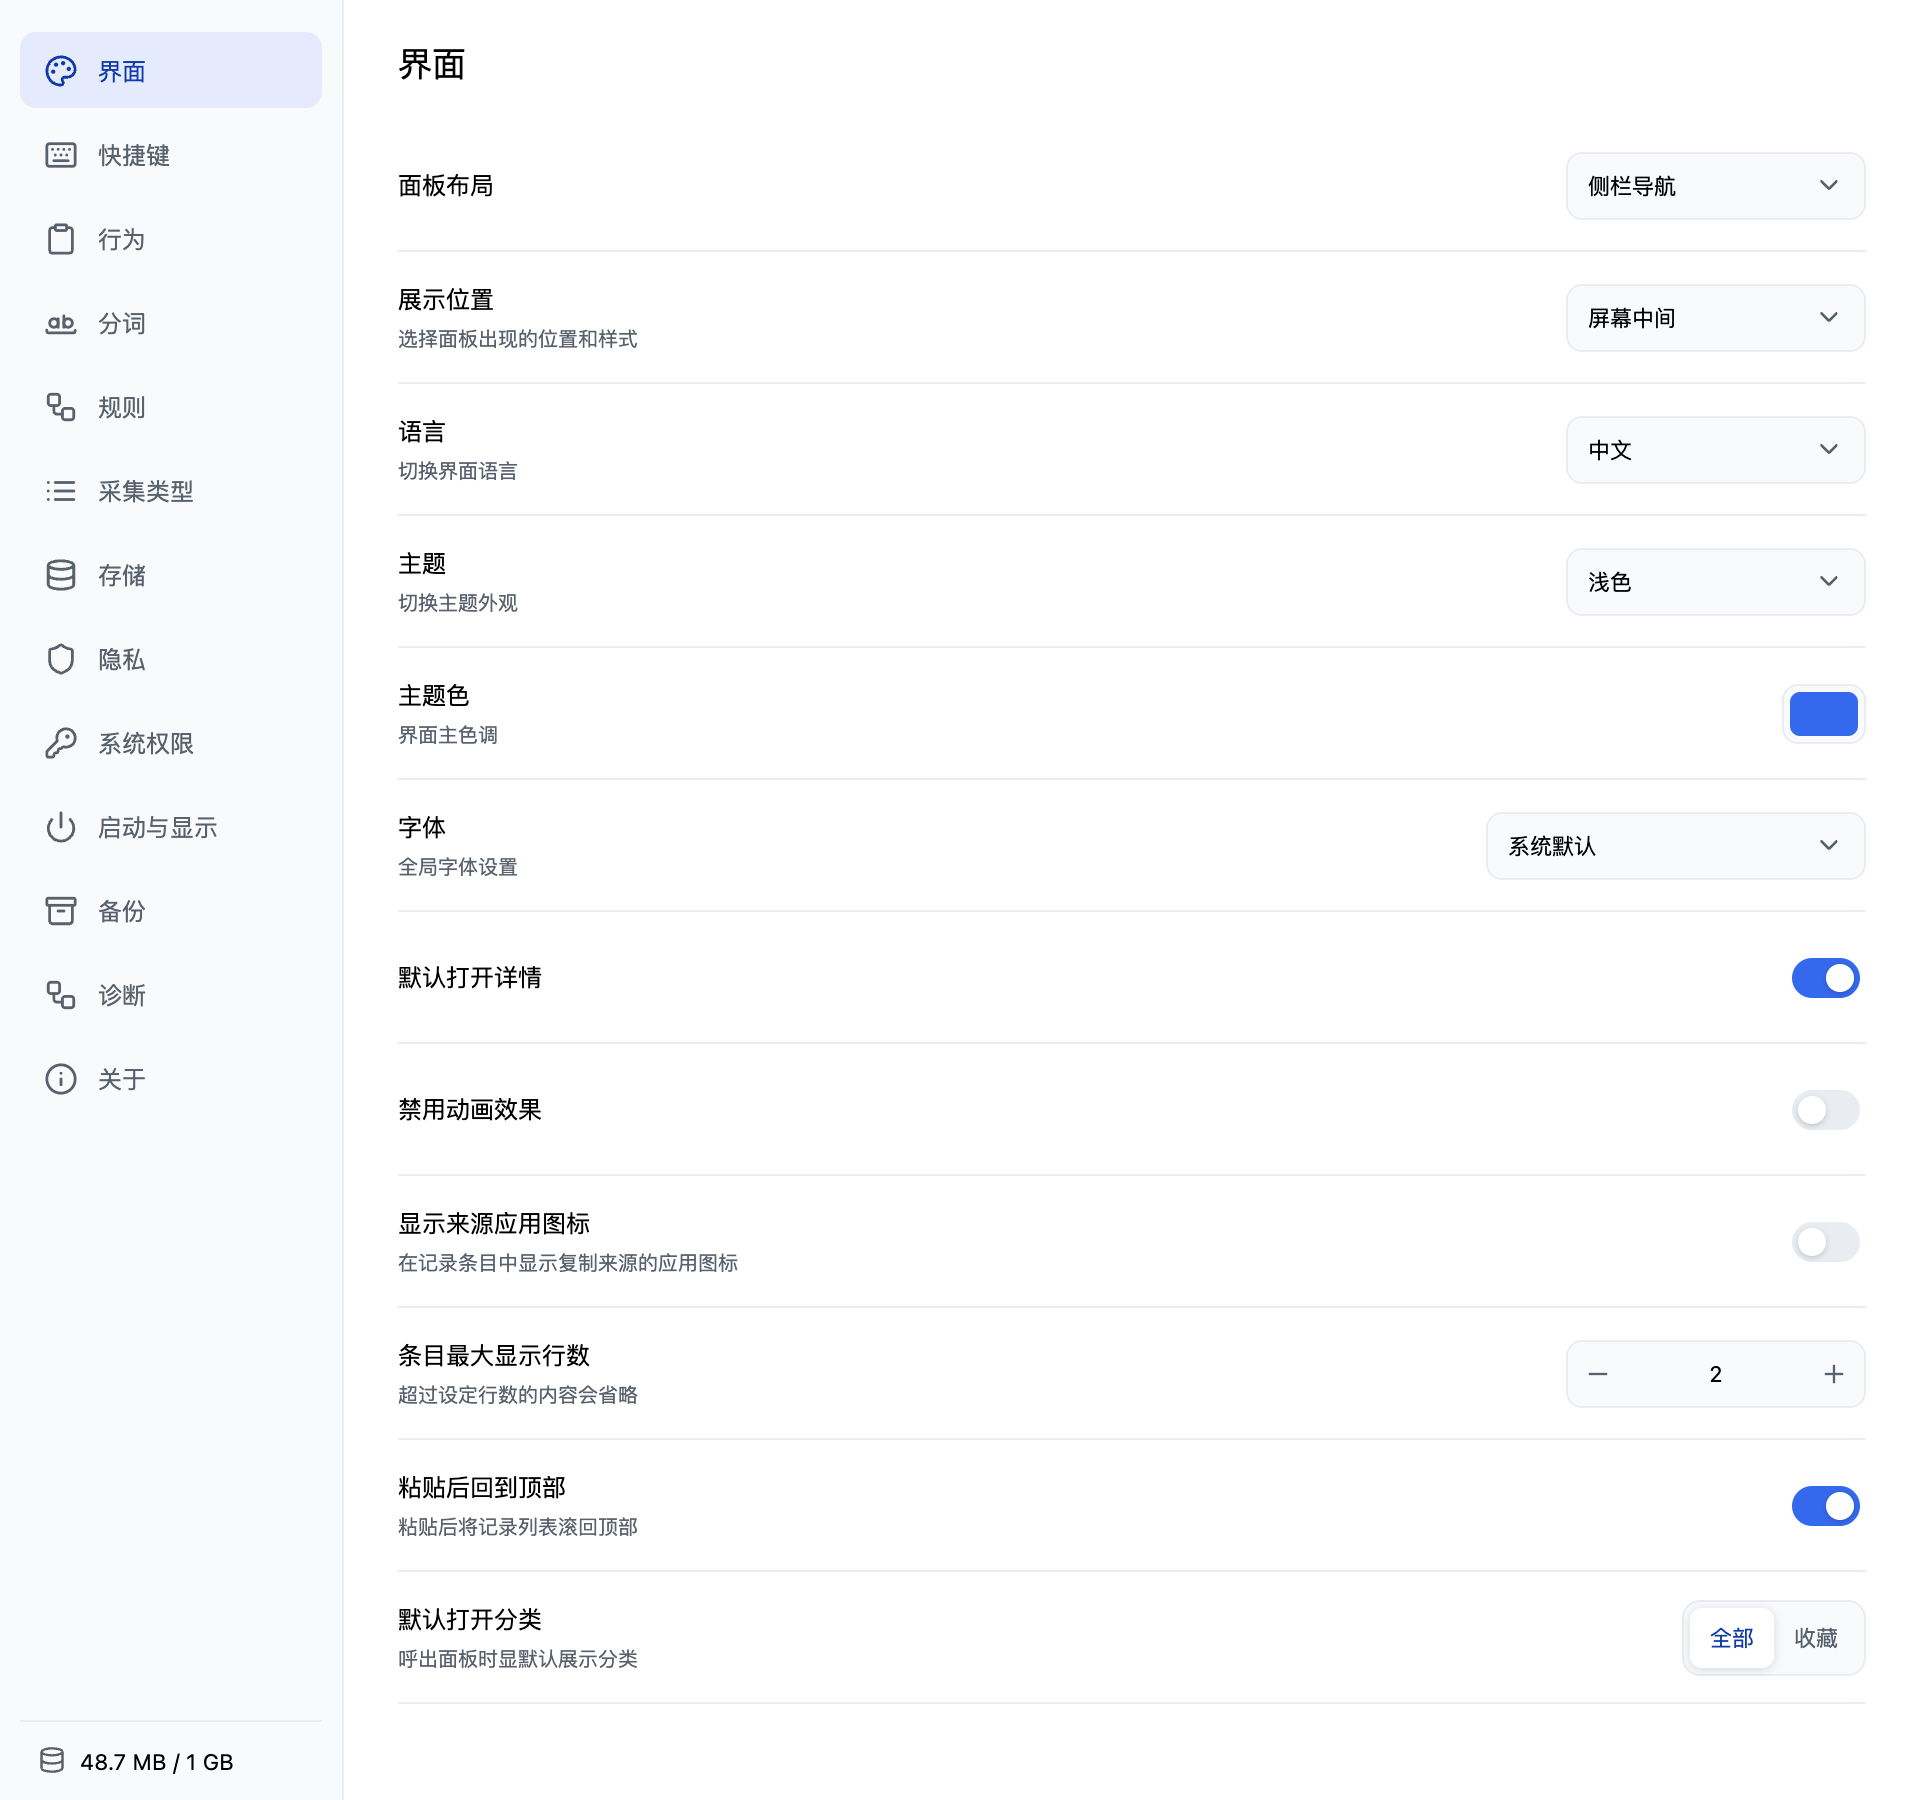 界面
快捷键
行为
分词
规则
采集类型
存储
隐私
系统权限
启动与显示
备份
诊断
关于
48.7 MB / 1 GB
界面
面板布局
侧栏导航
展示位置
选择面板出现的位置和样式
屏幕中间
语言
切换界面语言
中文
主题
切换主题外观
浅色
主题色
界面主色调
字体
全局字体设置
系统默认
默认打开详情
禁用动画效果
显示来源应用图标
在记录条目中显示复制来源的应用图标
条目最大显示行数
超过设定行数的内容会省略
2
粘贴后回到顶部
粘贴后将记录列表滚回顶部
默认打开分类
呼出面板时显默认展示分类
全部 收藏